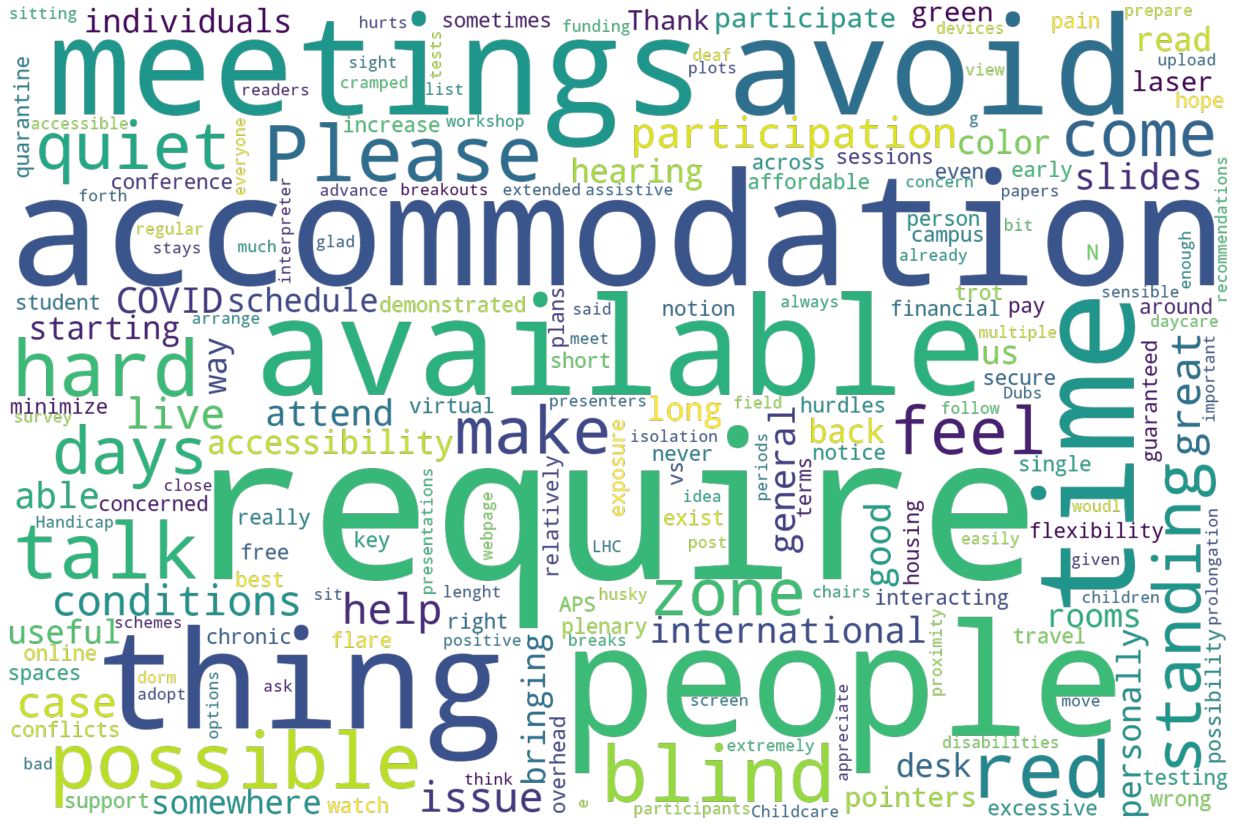 sitting individuals sometimes funding Thank participate green devices pain prepare
meetings avoid read
quarantine sight tests deaf plots view upload
readers cramped list laser hope
accessible everyone increase workshop g
quiet Please participation color come
conference hearing across sessions even early slides
forth interpreter advance breakouts extended assistive affordable concern papers recommendations
accommodation
regular stays much glad person campus already bit N enough
student COVID schedule demonstrated plans said notion always financial trot pay sensible around
starting arrange available meet short multiple daycare
hard way us time great important
minimize survey live attend virtual presenters long field hurdles secure Dubs guaranteed
days accessibility make isolation never back notice follow feel
able concerned close require exposure vs periods general terms single standing
Handicap really presentations webpage relatively idea exist post good easily woudl flexibility
talk free key LHC housing given prolongation
best sit lenght husky zone chairs interacting children
conditions schemes chronic help right APS plenary rooms
useful flare positive breaks international travel
online thing bringing people proximity personally possibility
spaces dorm adopt options ask screen move
case conflicts overhead appreciate disabilities
bad possible think blind extremely desk red testing
support somewhere watch issue e participants Childcare pointers excessive wrong